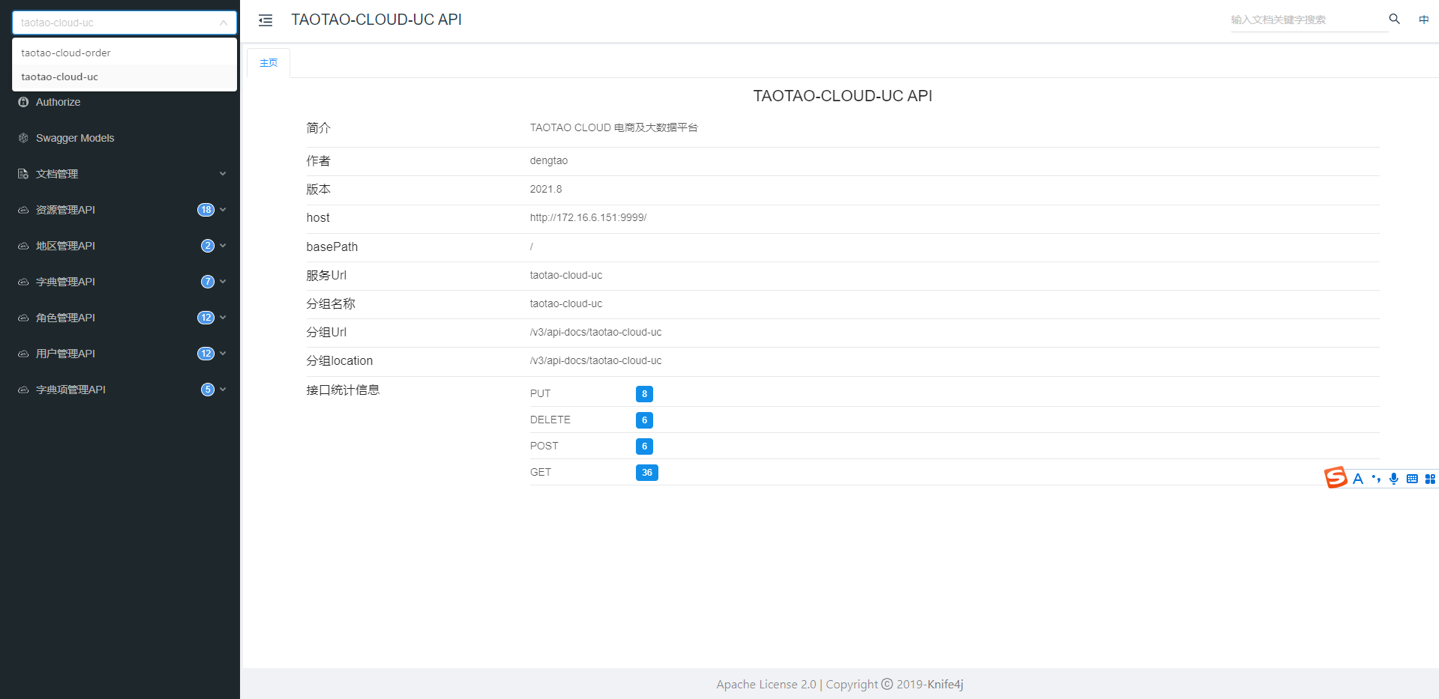 taotao-cloud-uc
taotao-cloud-order
taotao-cloud-uc
Authorize
Swagger Models
文档管理
资源管理API 18
地区管理API 2
字典管理API 7
角色管理API 12
用户管理API 12
字典项管理API 5
TAOTAO-CLOUD-UC API
输入文档关键字搜索
中
主页
TAOTAO-CLOUD-UC API
简介 TAOTAO CLOUD 电商及大数据平台
作者 dengtao
版本 2021.8
host http://172.16.6.151:9999/
basePath /
服务Url taotao-cloud-uc
分组名称 taotao-cloud-uc
分组Url /v3/api-docs/taotao-cloud-uc
分组location /v3/api-docs/taotao-cloud-uc
接口统计信息 PUT 8
DELETE 6
POST 6
GET 36
A
Apache License 2.0 | Copyright © 2019-Knife4j